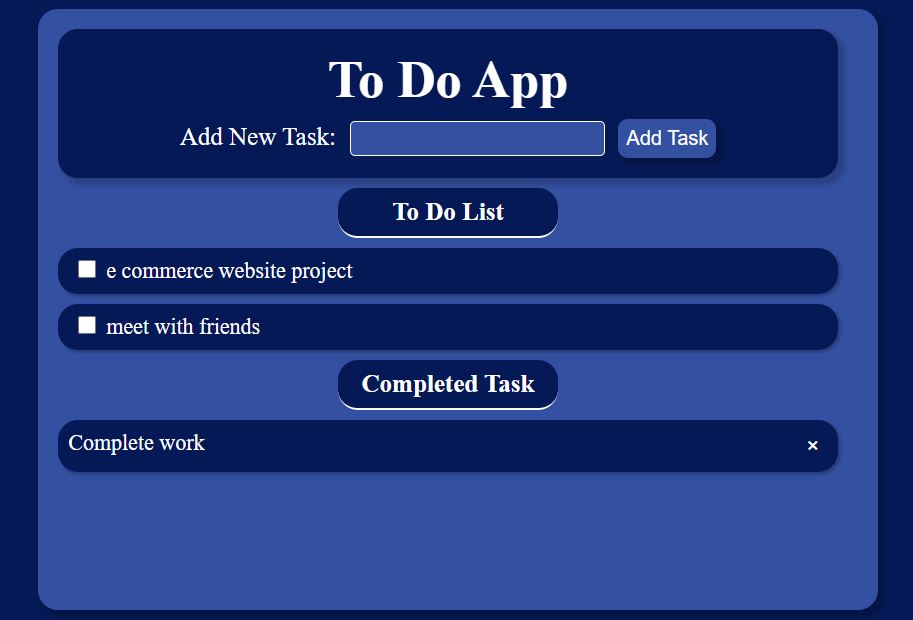 To Do App
Add New Task: Add Task
To Do List
e commerce website project
meet with friends
Completed Task
Complete work ×